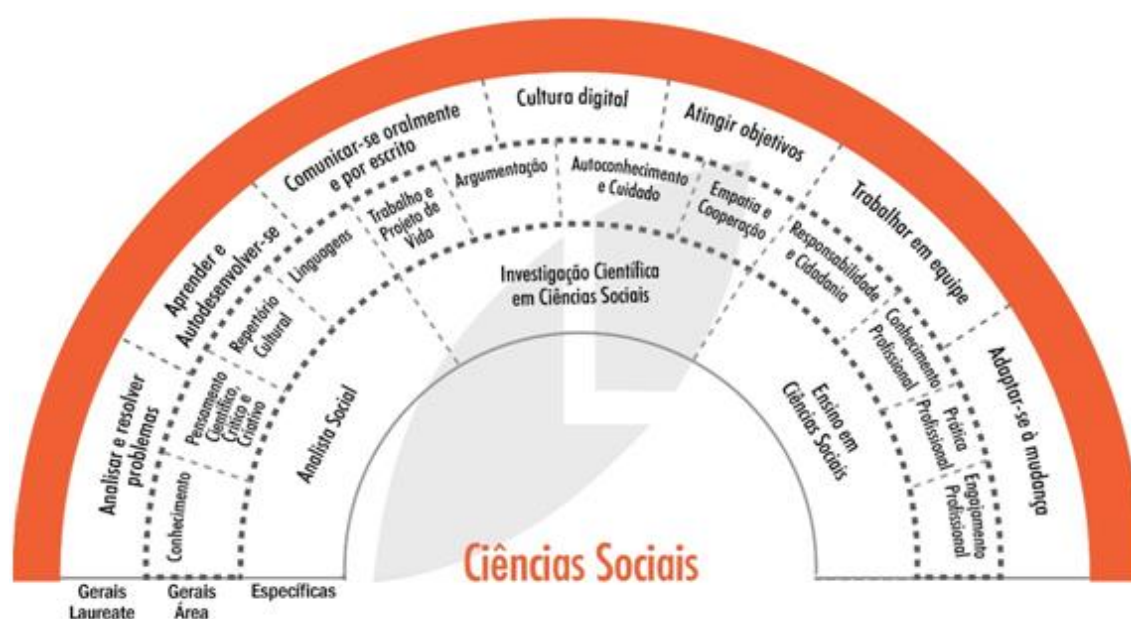 Analisar e resolver
problemas
Aprender e
Autodesenvolver-se
Comunicar-se oralmente
e por escrito
Cultura digital
Atingir objetivos
Trabalhar em equipe
Adaptar-se à mudança
Conhecimento
Pensamento
Científico,
Crítico e
Criativo
Repertório
Cultural
Linguagens
Trabalho e
Projeto de
Vida
Argumentação
Autoconhecimento
e Cuidado
Empatia e
Cooperação
Responsabilidade
e Cidadania
Conhecimento
Profissional
Prática
Profissional
Engajamento
Profissional
Analista Social
Investigação Científica
em Ciências Sociais
Ensino em
Ciências Sociais
Ciências Sociais
Gerais
Laureate
Gerais
Área
Específicas